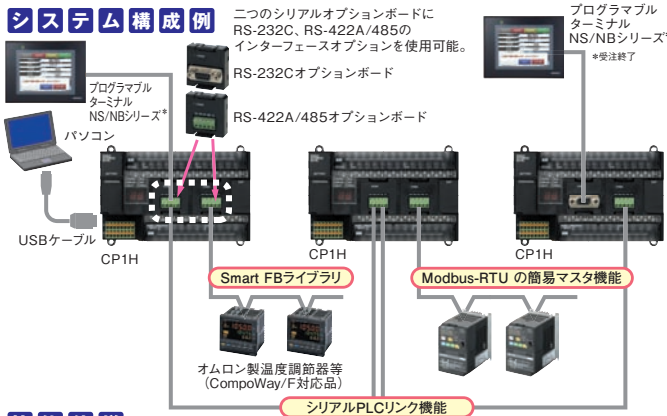 システム構成例
二つのシリアルオプションボードに
RS-232C、RS-422A/485の
インターフェースオプションを使用可能。
RS-232Cオプションボード
RS-422A/485オプションボード
プログラマブル
ターミナル
NS/NBシリーズ*
*受注終了
プログラマブル
ターミナル
NS/NBシリーズ*
パソコン
USBケーブル
CP1H
CP1H
CP1H
Smart FBライブラリ
Modbus-RTU の簡易マスタ機能
オムロン製温度調節器等
（CompoWay/F対応品）
シリアルPLCリンク機能